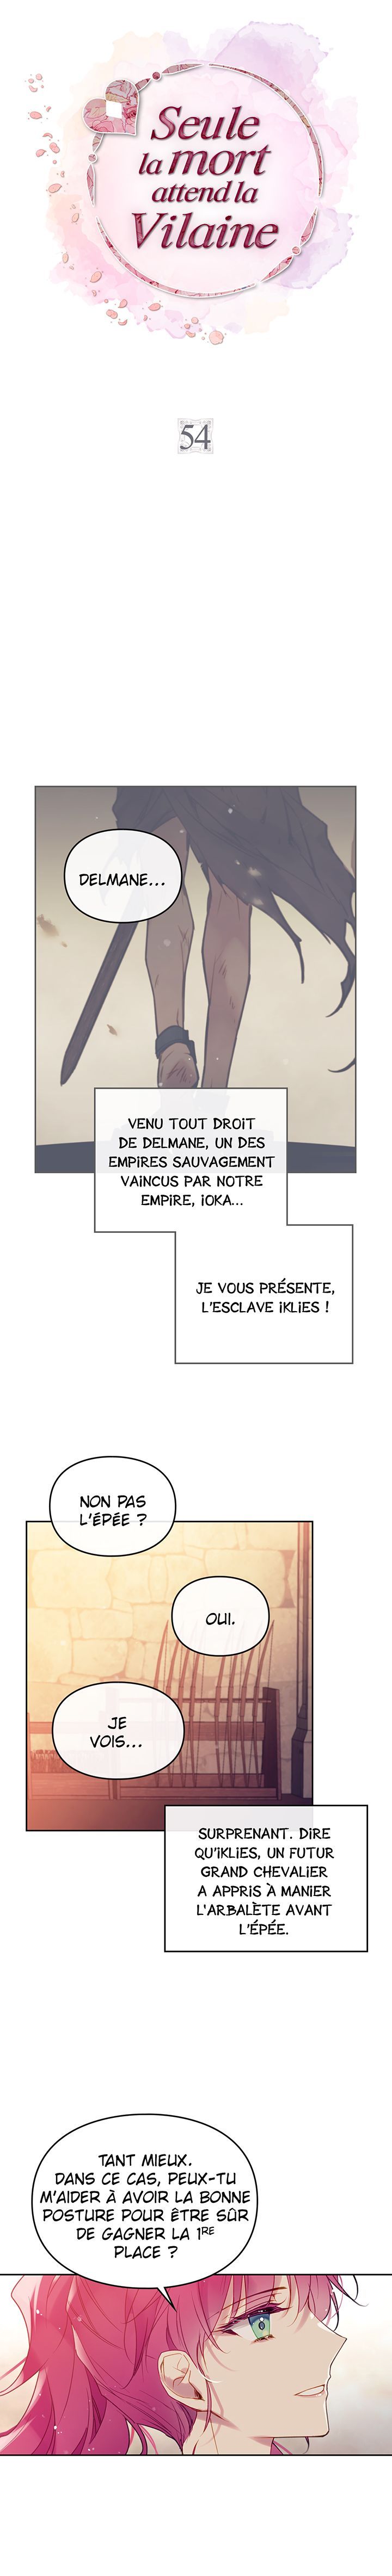 Seule
la mort
attend la
Vilaine
54
DELMANE...
VENU TOUT DROIT
DE DELMANE, UN DES
EMPIRES SAUVAGEMENT
VAINCUS PAR NOTRE
EMPIRE, IOKA...
JE VOUS PRÉSENTE,
L'ESCLAVE IKLIES !
NON PAS
L'ÉPÉE ?
OUI.
JE
VOIS...
SURPRENANT. DIRE
QU'IKLIES, UN FUTUR
GRAND CHEVALIER
A APPRIS À MANIER
L'ARBALÈTE AVANT
L'ÉPÉE.
TANT MIEUX.
DANS CE CAS, PEUX-TU
M'AIDER À AVOIR LA BONNE
POSTURE POUR ÊTRE SÛR
DE GAGNER LA 1RE
PLACE ?